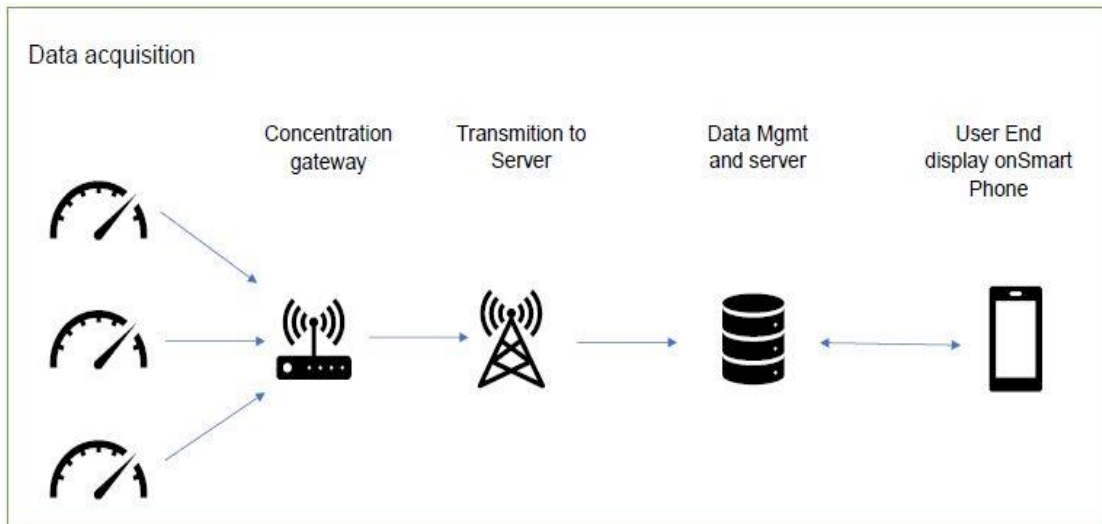 Data acquisition
Concentration
gateway
Transmition to
Server
Data Mgmt
and server
User End
display onSmart
Phone